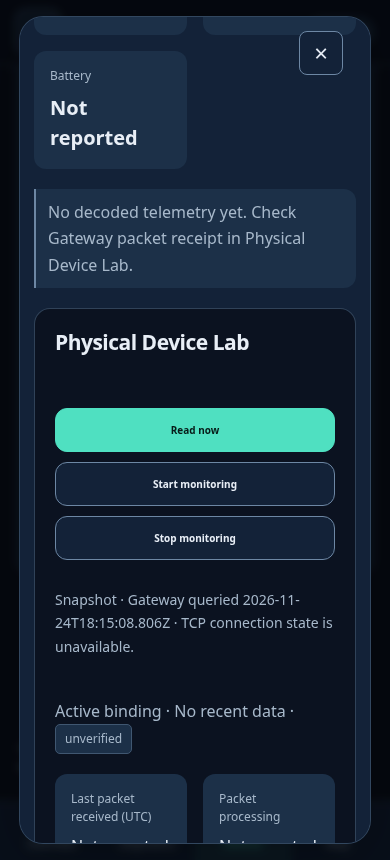 ×
Battery
Not
reported
No decoded telemetry yet. Check
Gateway packet receipt in Physical
Device Lab.
Physical Device Lab
Read now
Start monitoring
Stop monitoring
Snapshot · Gateway queried 2026-11-
24T18:15:08.806Z · TCP connection state is
unavailable.
Active binding · No recent data ·
unverified
Last packet
received (UTC)
Packet
processing